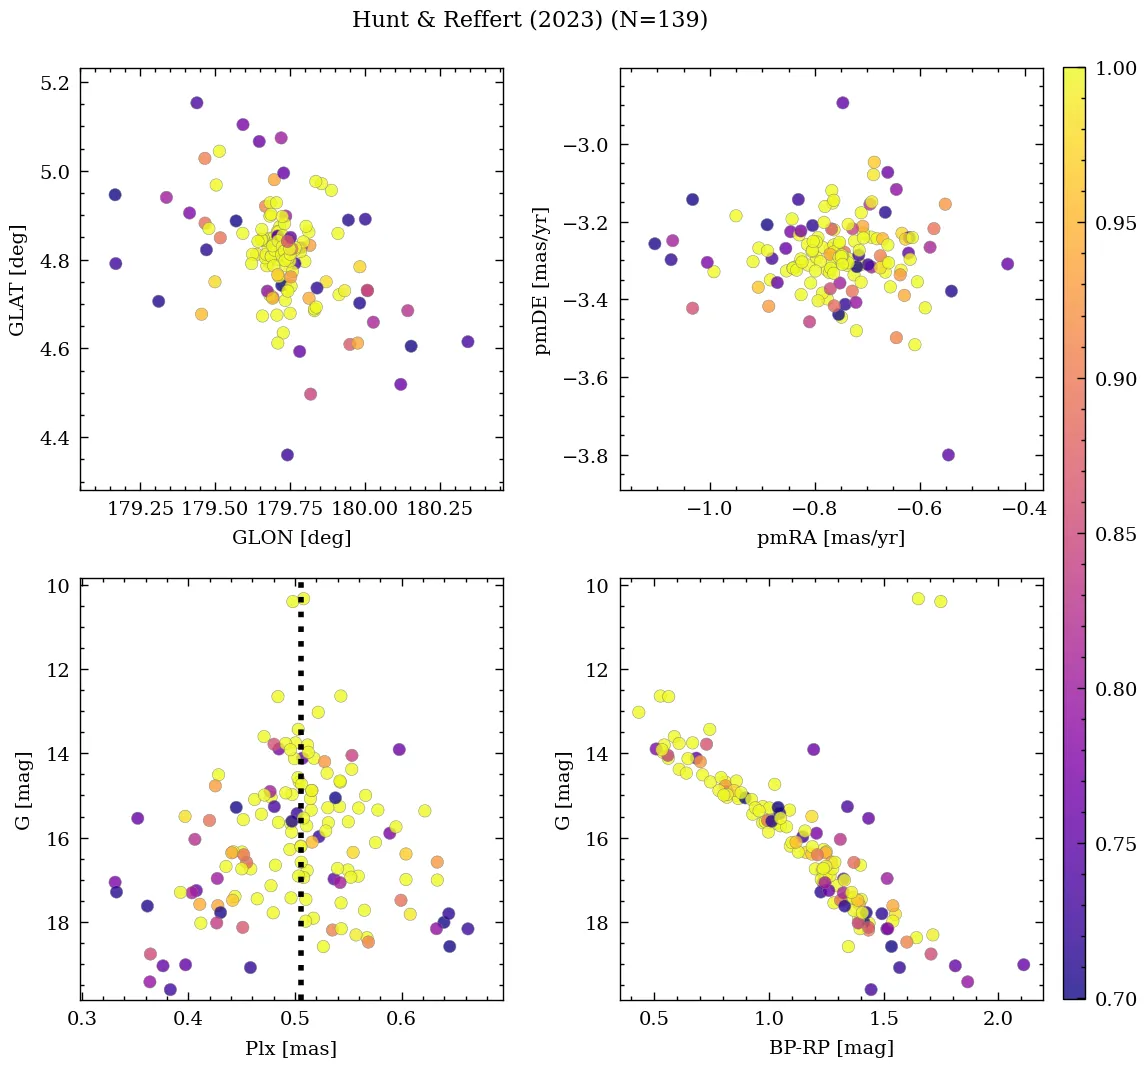 Hunt & Reffert (2023) (N=139)
5.2
5.0
4.8
4.6
4.4
GLAT [deg]
179.25 179.50 179.75 180.00 180.25
GLON [deg]
−3.0
−3.2
−3.4
−3.6
−3.8
pmDE [mas/yr]
−1.0 −0.8 −0.6 −0.4
pmRA [mas/yr]
10
12
14
16
18
G [mag]
0.3 0.4 0.5 0.6
Plx [mas]
10
12
14
16
18
G [mag]
0.5 1.0 1.5 2.0
BP-RP [mag]
1.00
0.95
0.90
0.85
0.80
0.75
0.70